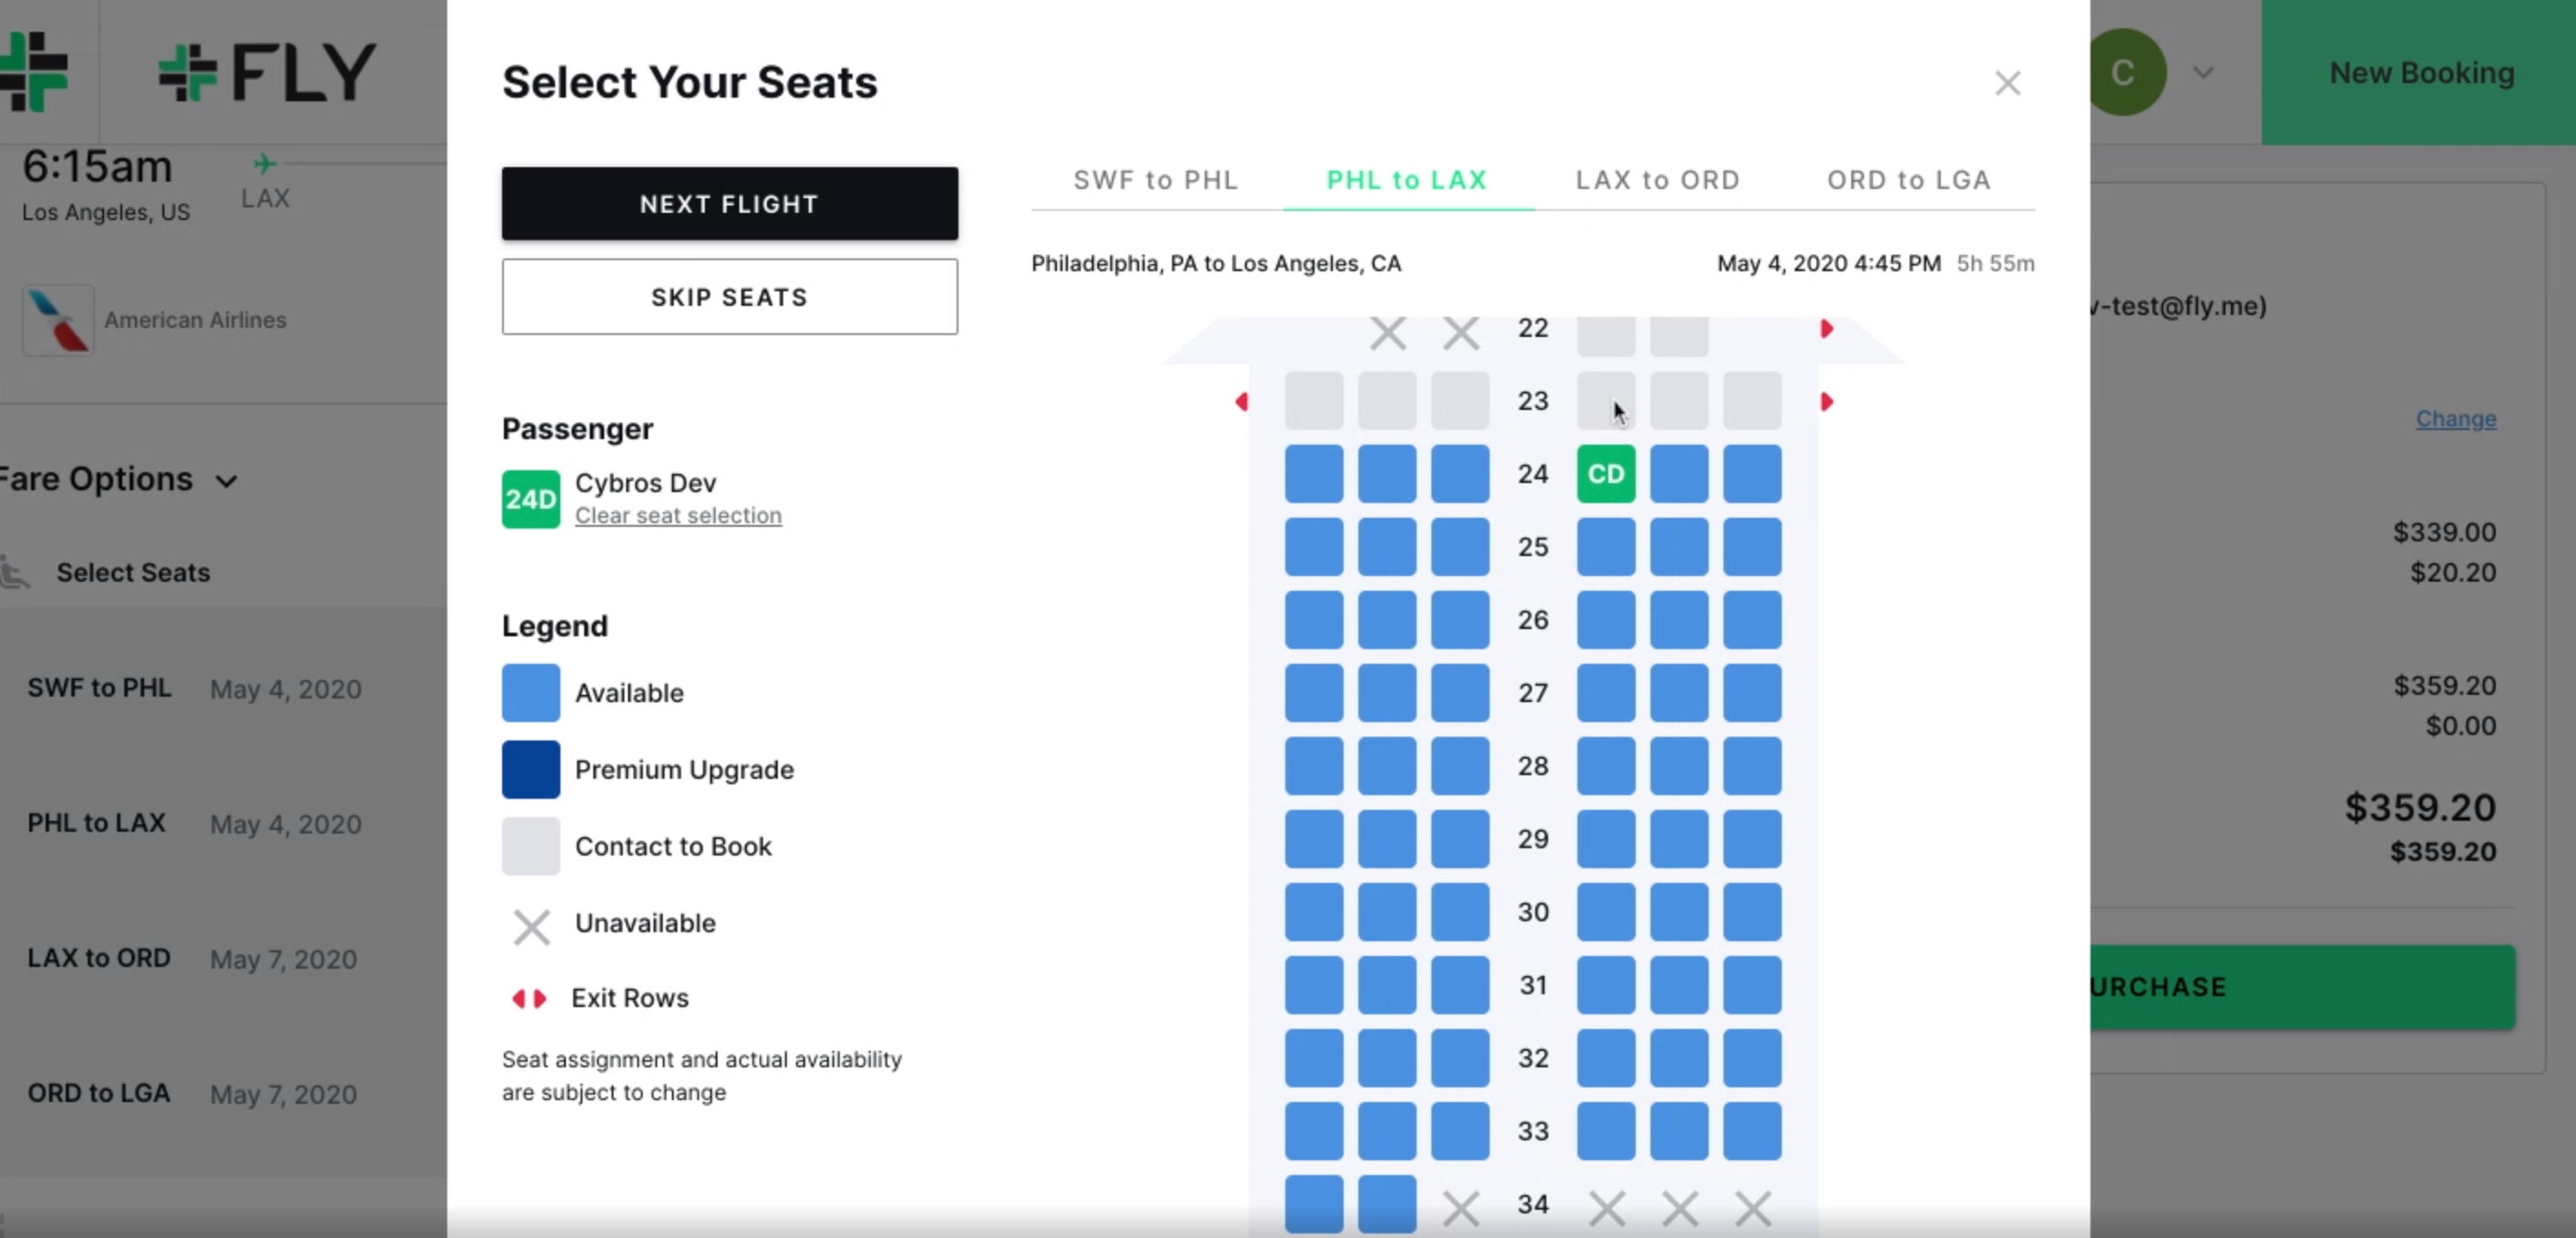 FLY
6:15am
Los Angeles, US
LAX
American Airlines
Fare Options
Select Seats
SWF to PHL May 4, 2020
PHL to LAX May 4, 2020
LAX to ORD May 7, 2020
ORD to LGA May 7, 2020
Select Your Seats
NEXT FLIGHT
SKIP SEATS
Passenger
24D
Cybros Dev
Clear seat selection
Legend
Available
Premium Upgrade
Contact to Book
Unavailable
Exit Rows
Seat assignment and actual availability
are subject to change
SWF to PHL PHL to LAX LAX to ORD ORD to LGA
Philadelphia, PA to Los Angeles, CA May 4, 2020 4:45 PM 5h 55m
22
23
24 CD
25
26
27
28
29
30
31
32
33
34
C
New Booking
v-test@fly.me)
Change
$339.00
$20.20
$359.20
$0.00
$359.20
$359.20
URCHASE